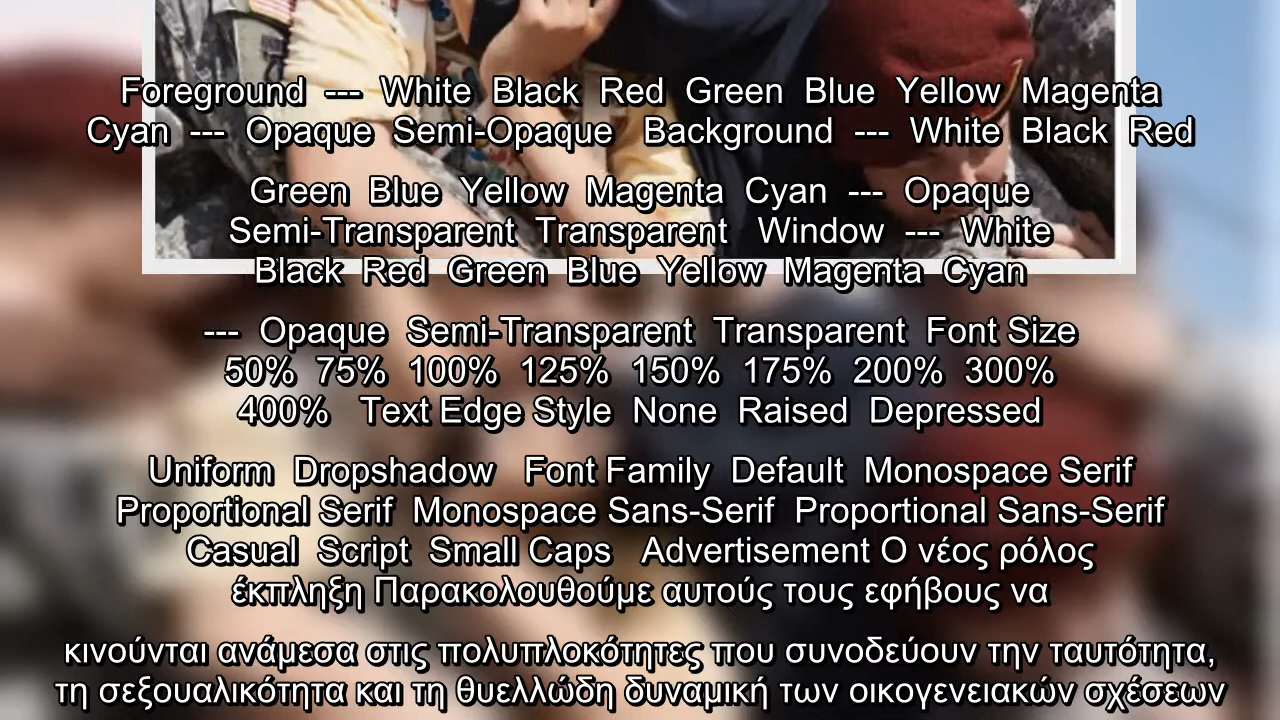 Foreground --- White Black Red Green Blue Yellow Magenta
Cyan --- Opaque Semi-Opaque Background --- White Black Red
Green Blue Yellow Magenta Cyan --- Opaque
Semi-Transparent Transparent Window --- White
Black Red Green Blue Yellow Magenta Cyan
--- Opaque Semi-Transparent Transparent Font Size
50% 75% 100% 125% 150% 175% 200% 300%
400% Text Edge Style None Raised Depressed
Uniform Dropshadow Font Family Default Monospace Serif
Proportional Serif Monospace Sans-Serif Proportional Sans-Serif
Casual Script Small Caps Advertisement Ο νέος ρόλος
έκπληξη Παρακολουθούμε αυτούς τους εφήβους να
κινούνται ανάμεσα στις πολυπλοκότητες που συνοδεύουν την ταυτότητα,
τη σεξουαλικότητα και τη θυελλώδη δυναμική των οικογενειακών σχέσεων